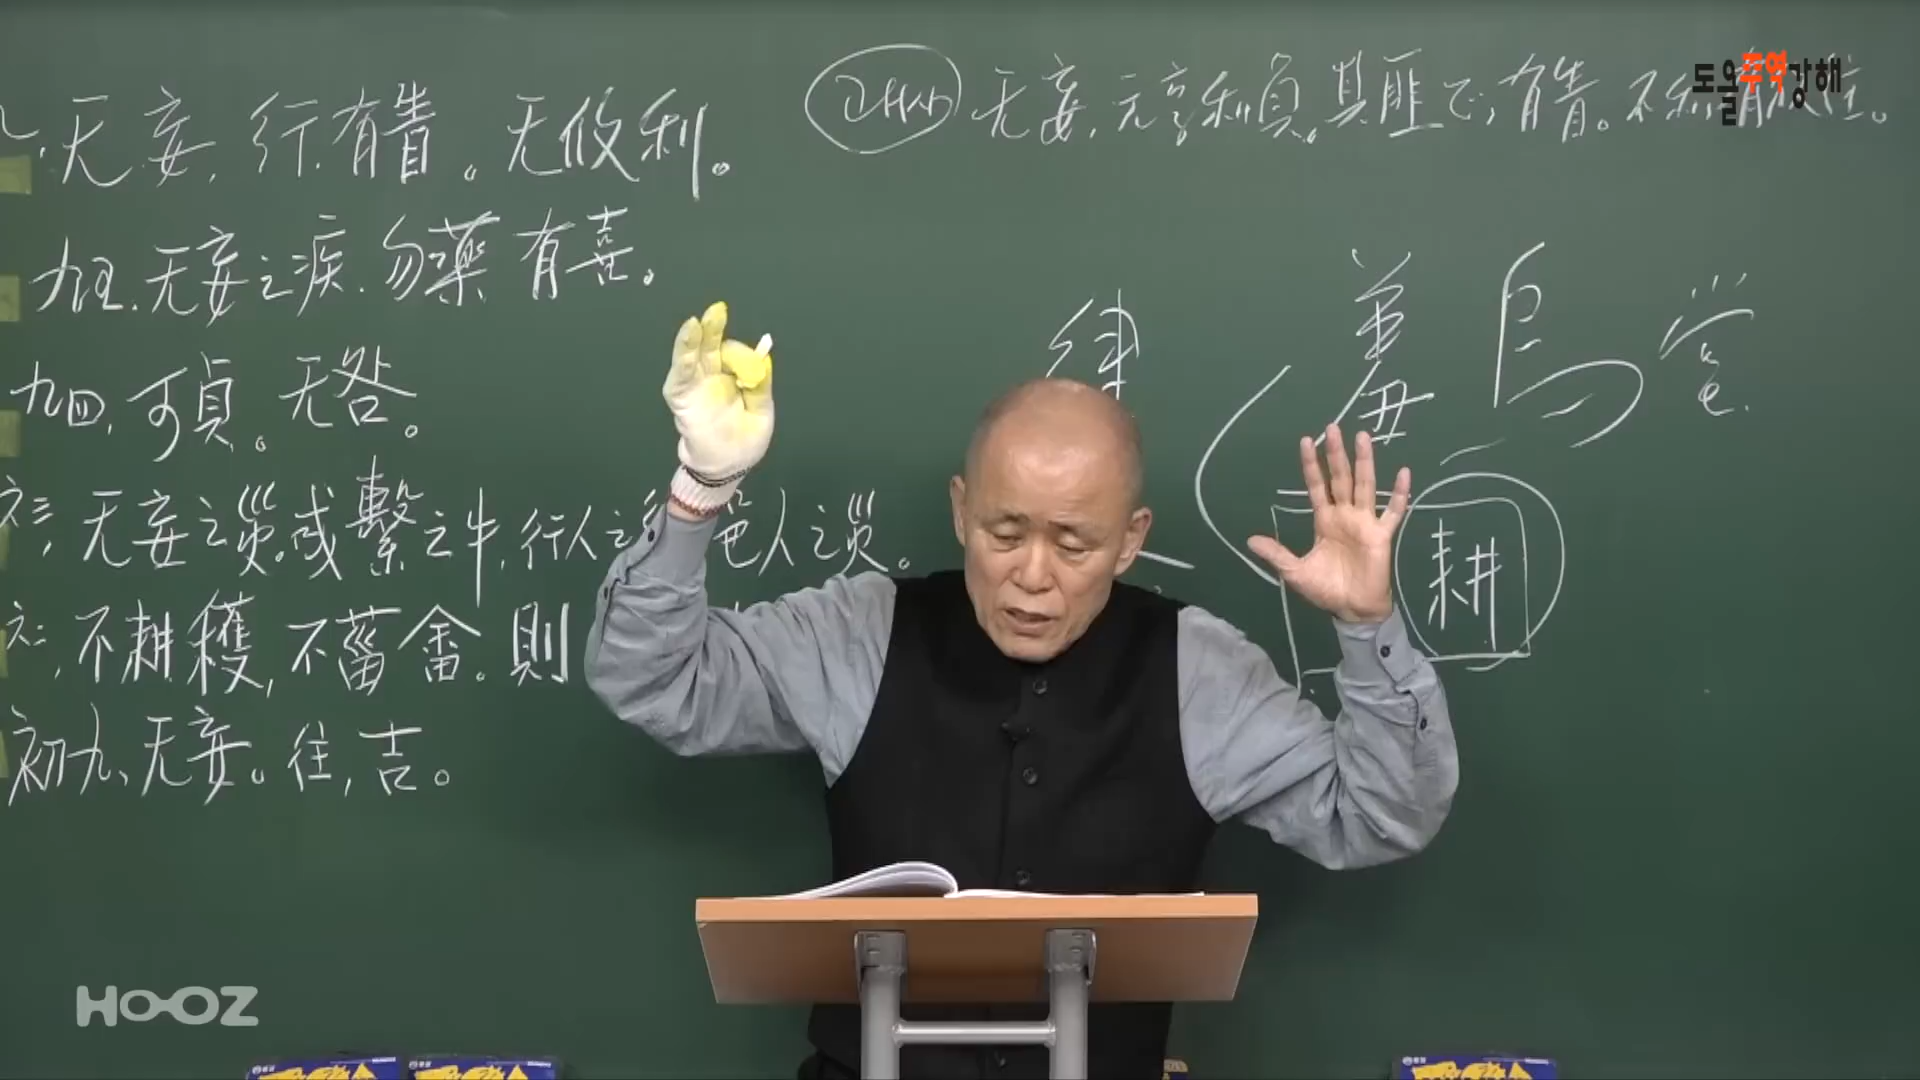 无妄, 行有眚。无攸利。
九五. 无妄之疾. 勿藥有喜。
九四, 可貞。无咎。
六三, 无妄之災。或繫之牛, 行人之 邑人之災。
六二, 不耕穫, 不菑畬。則
初九, 无妄。往, 吉。
괘사 无妄, 元亨利貞。其匪正, 有眚。不利有攸往。
도올주역강해
律
耕
HOOZ